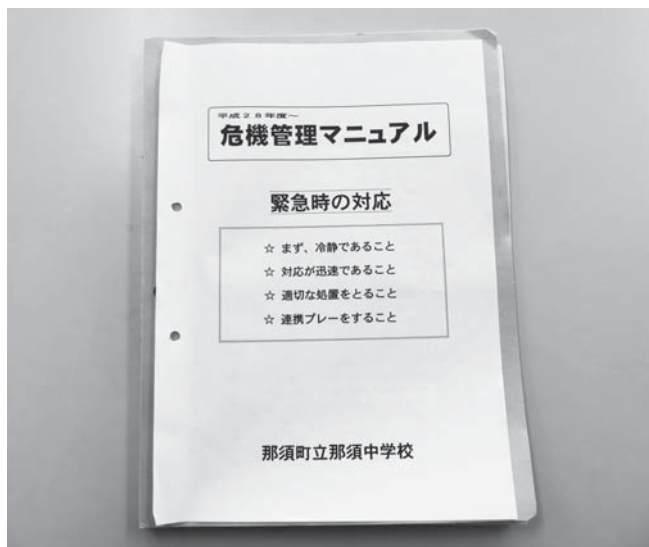 平成２８年度～
危機管理マニュアル
緊急時の対応
☆ まず、冷静であること
☆ 対応が迅速であること
☆ 適切な処置をとること
☆ 連携プレーをすること
那須町立那須中学校